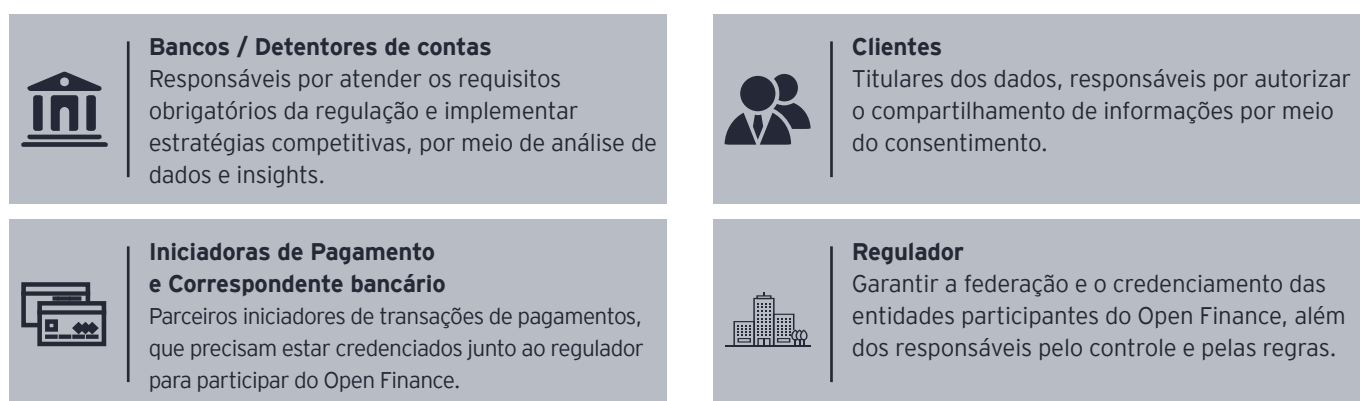 Bancos / Detentores de contas
Responsáveis por atender os requisitos
obrigatórios da regulação e implementar
estratégias competitivas, por meio de análise de
dados e insights.
Clientes
Titulares dos dados, responsáveis por autorizar
o compartilhamento de informações por meio
do consentimento.
Iniciadoras de Pagamento
e Correspondente bancário
Parceiros iniciadores de transações de pagamentos,
que precisam estar credenciados junto ao regulador
para participar do Open Finance.
Regulador
Garantir a federação e o credenciamento das
entidades participantes do Open Finance, além
dos responsáveis pelo controle e pelas regras.